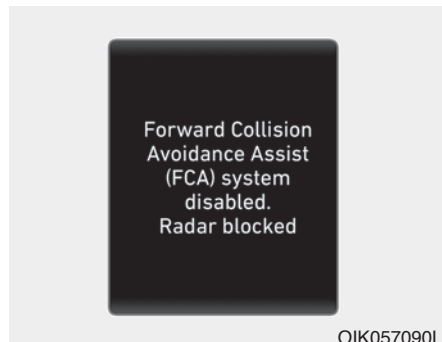 Forward Collision
Avoidance Assist
(FCA) system
disabled.
Radar blocked
OIK057090L